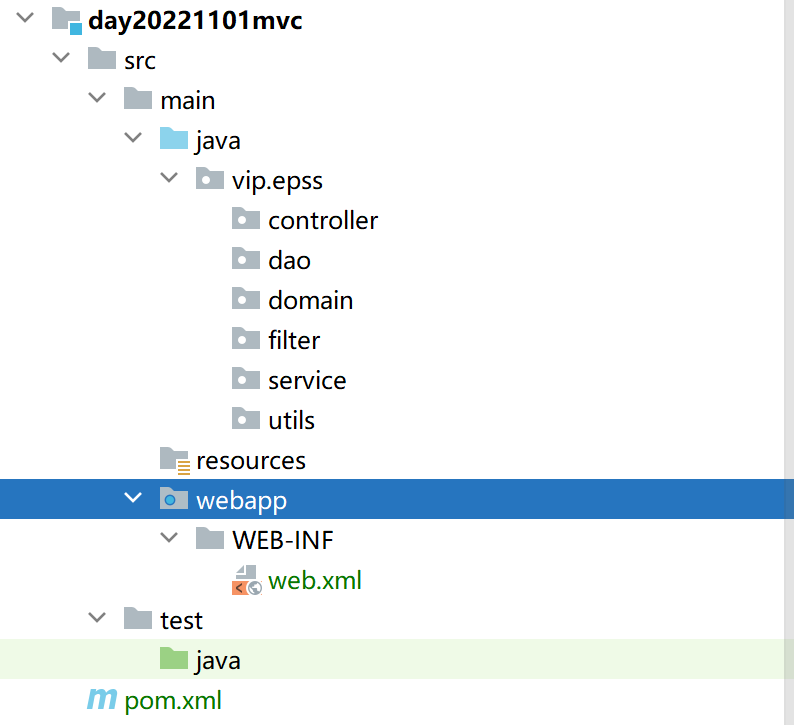 day20221101mvc
src
main
java
vip.epss
controller
dao
domain
filter
service
utils
resources
webapp
WEB-INF
web.xml
test
java
pom.xml